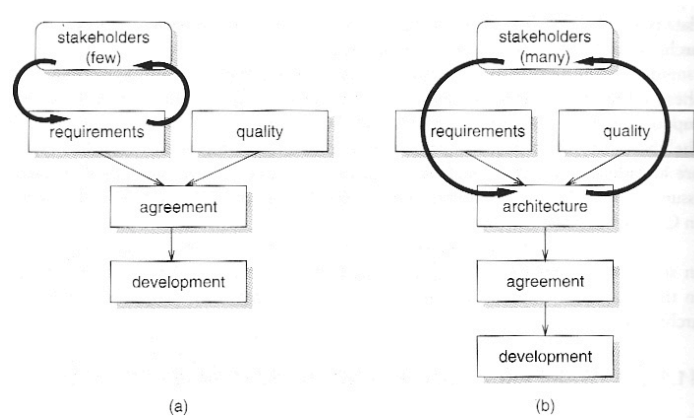 stakeholders
(few)
requirements
quality
agreement
development
(a)
stakeholders
(many)
requirements
quality
architecture
agreement
development
(b)